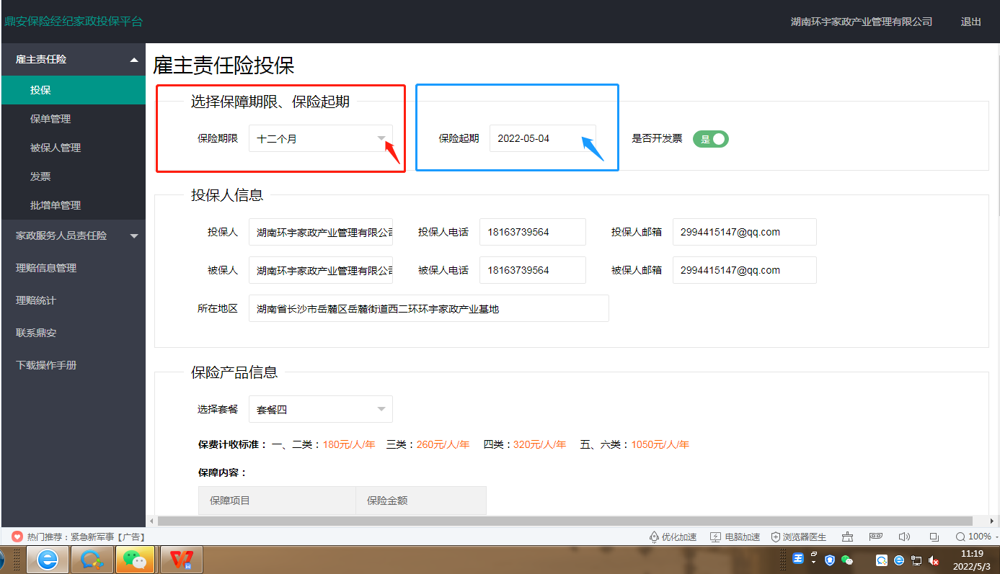 鼎安保险经纪家政投保平台
湖南环宇家政产业管理有限公司 退出
雇主责任险
投保
保单管理
被保人管理
发票
批增单管理
家政服务人员责任险
理赔信息管理
理赔统计
联系鼎安
下载操作手册
雇主责任险投保
选择保障期限、保险起期
保险期限 十二个月 保险起期 2022-05-04 是否开发票 是
投保人信息
投保人 湖南环宇家政产业管理有限公司 投保人电话 18163739564 投保人邮箱 2994415147@qq.com
被保人 湖南环宇家政产业管理有限公司 被保人电话 18163739564 被保人邮箱 2994415147@qq.com
所在地区 湖南省长沙市岳麓区岳麓街道西二环环宇家政产业基地
保险产品信息
选择套餐 套餐四
保费计收标准： 一、二类：180元/人/年 三类：260元/人/年 四类：320元/人/年 五、六类：1050元/人/年
保障内容：
保障项目 保险金额
热门推荐：紧急新军事【广告】 优化加速 电脑加速 浏览器医生 100%
11:19
2022/5/3